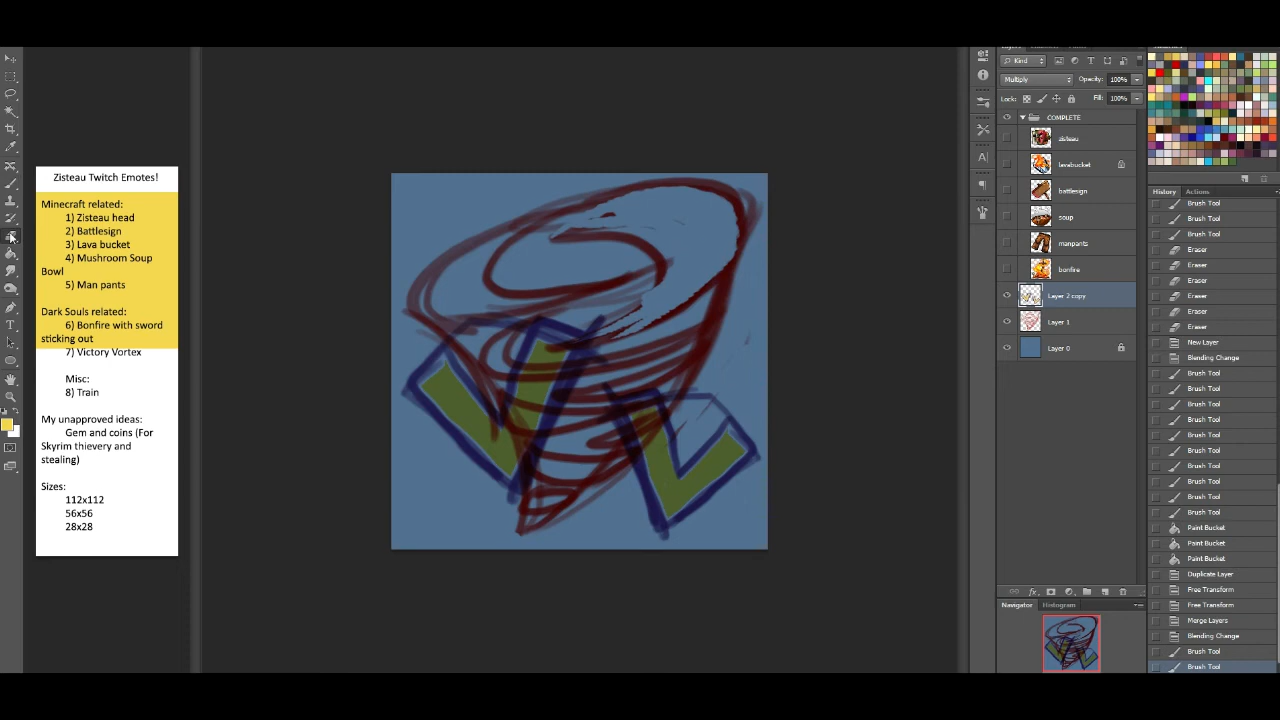 Zisteau Twitch Emotes!
Minecraft related:
1) Zisteau head
2) Battlesign
3) Lava bucket
4) Mushroom Soup
Bowl
5) Man pants
Dark Souls related:
6) Bonfire with sword
sticking out
7) Victory Vortex
Misc:
8) Train
My unapproved ideas:
Gem and coins (For
Skyrim thievery and
stealing)
Sizes:
112x112
56x56
28x28
Kind
Multiply
Opacity: 100%
Lock:
Fill: 100%
COMPLETE
zisteau
lavabucket
battlesign
soup
manpants
bonfire
Layer 2 copy
Layer 1
Layer 0
fx
Navigator
Histogram
History
Actions
Brush Tool
Brush Tool
Brush Tool
Eraser
Eraser
Eraser
Eraser
Eraser
Eraser
New Layer
Blending Change
Brush Tool
Brush Tool
Brush Tool
Brush Tool
Brush Tool
Brush Tool
Brush Tool
Brush Tool
Brush Tool
Brush Tool
Paint Bucket
Paint Bucket
Paint Bucket
Duplicate Layer
Free Transform
Free Transform
Merge Layers
Blending Change
Brush Tool
Brush Tool